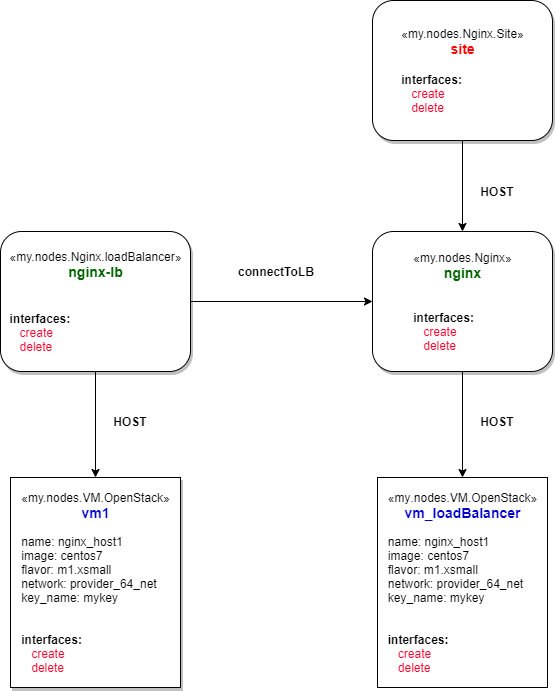 «my.nodes.Nginx.Site»
site
interfaces:
create
delete
HOST
«my.nodes.Nginx.loadBalancer»
nginx-lb
interfaces:
create
delete
connectToLB
«my.nodes.Nginx»
nginx
interfaces:
create
delete
HOST
HOST
«my.nodes.VM.OpenStack»
vm1
name: nginx_host1
image: centos7
flavor: m1.xsmall
network: provider_64_net
key_name: mykey
interfaces:
create
delete
«my.nodes.VM.OpenStack»
vm_loadBalancer
name: nginx_host1
image: centos7
flavor: m1.xsmall
network: provider_64_net
key_name: mykey
interfaces:
create
delete